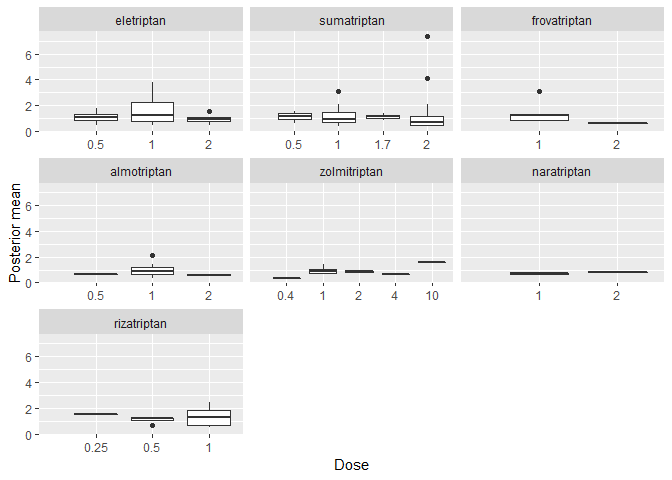 eletriptan sumatriptan frovatriptan
6
4
2
0
0.5 1 2 0.5 1 1.7 2 1 2
almotriptan zolmitriptan naratriptan
6
4
2
0
0.5 1 2 0.4 1 2 4 10 1 2
rizatriptan
6
4
2
0
0.25 0.5 1
Posterior mean
Dose